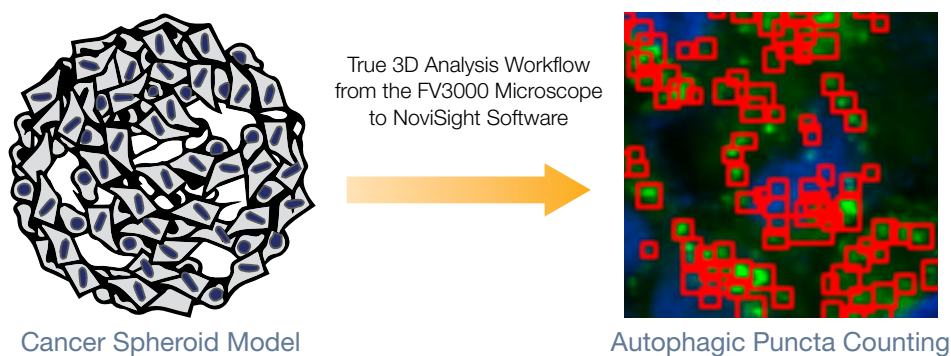 True 3D Analysis Workflow
from the FV3000 Microscope
to NoviSight Software
Cancer Spheroid Model
Autophagic Puncta Counting